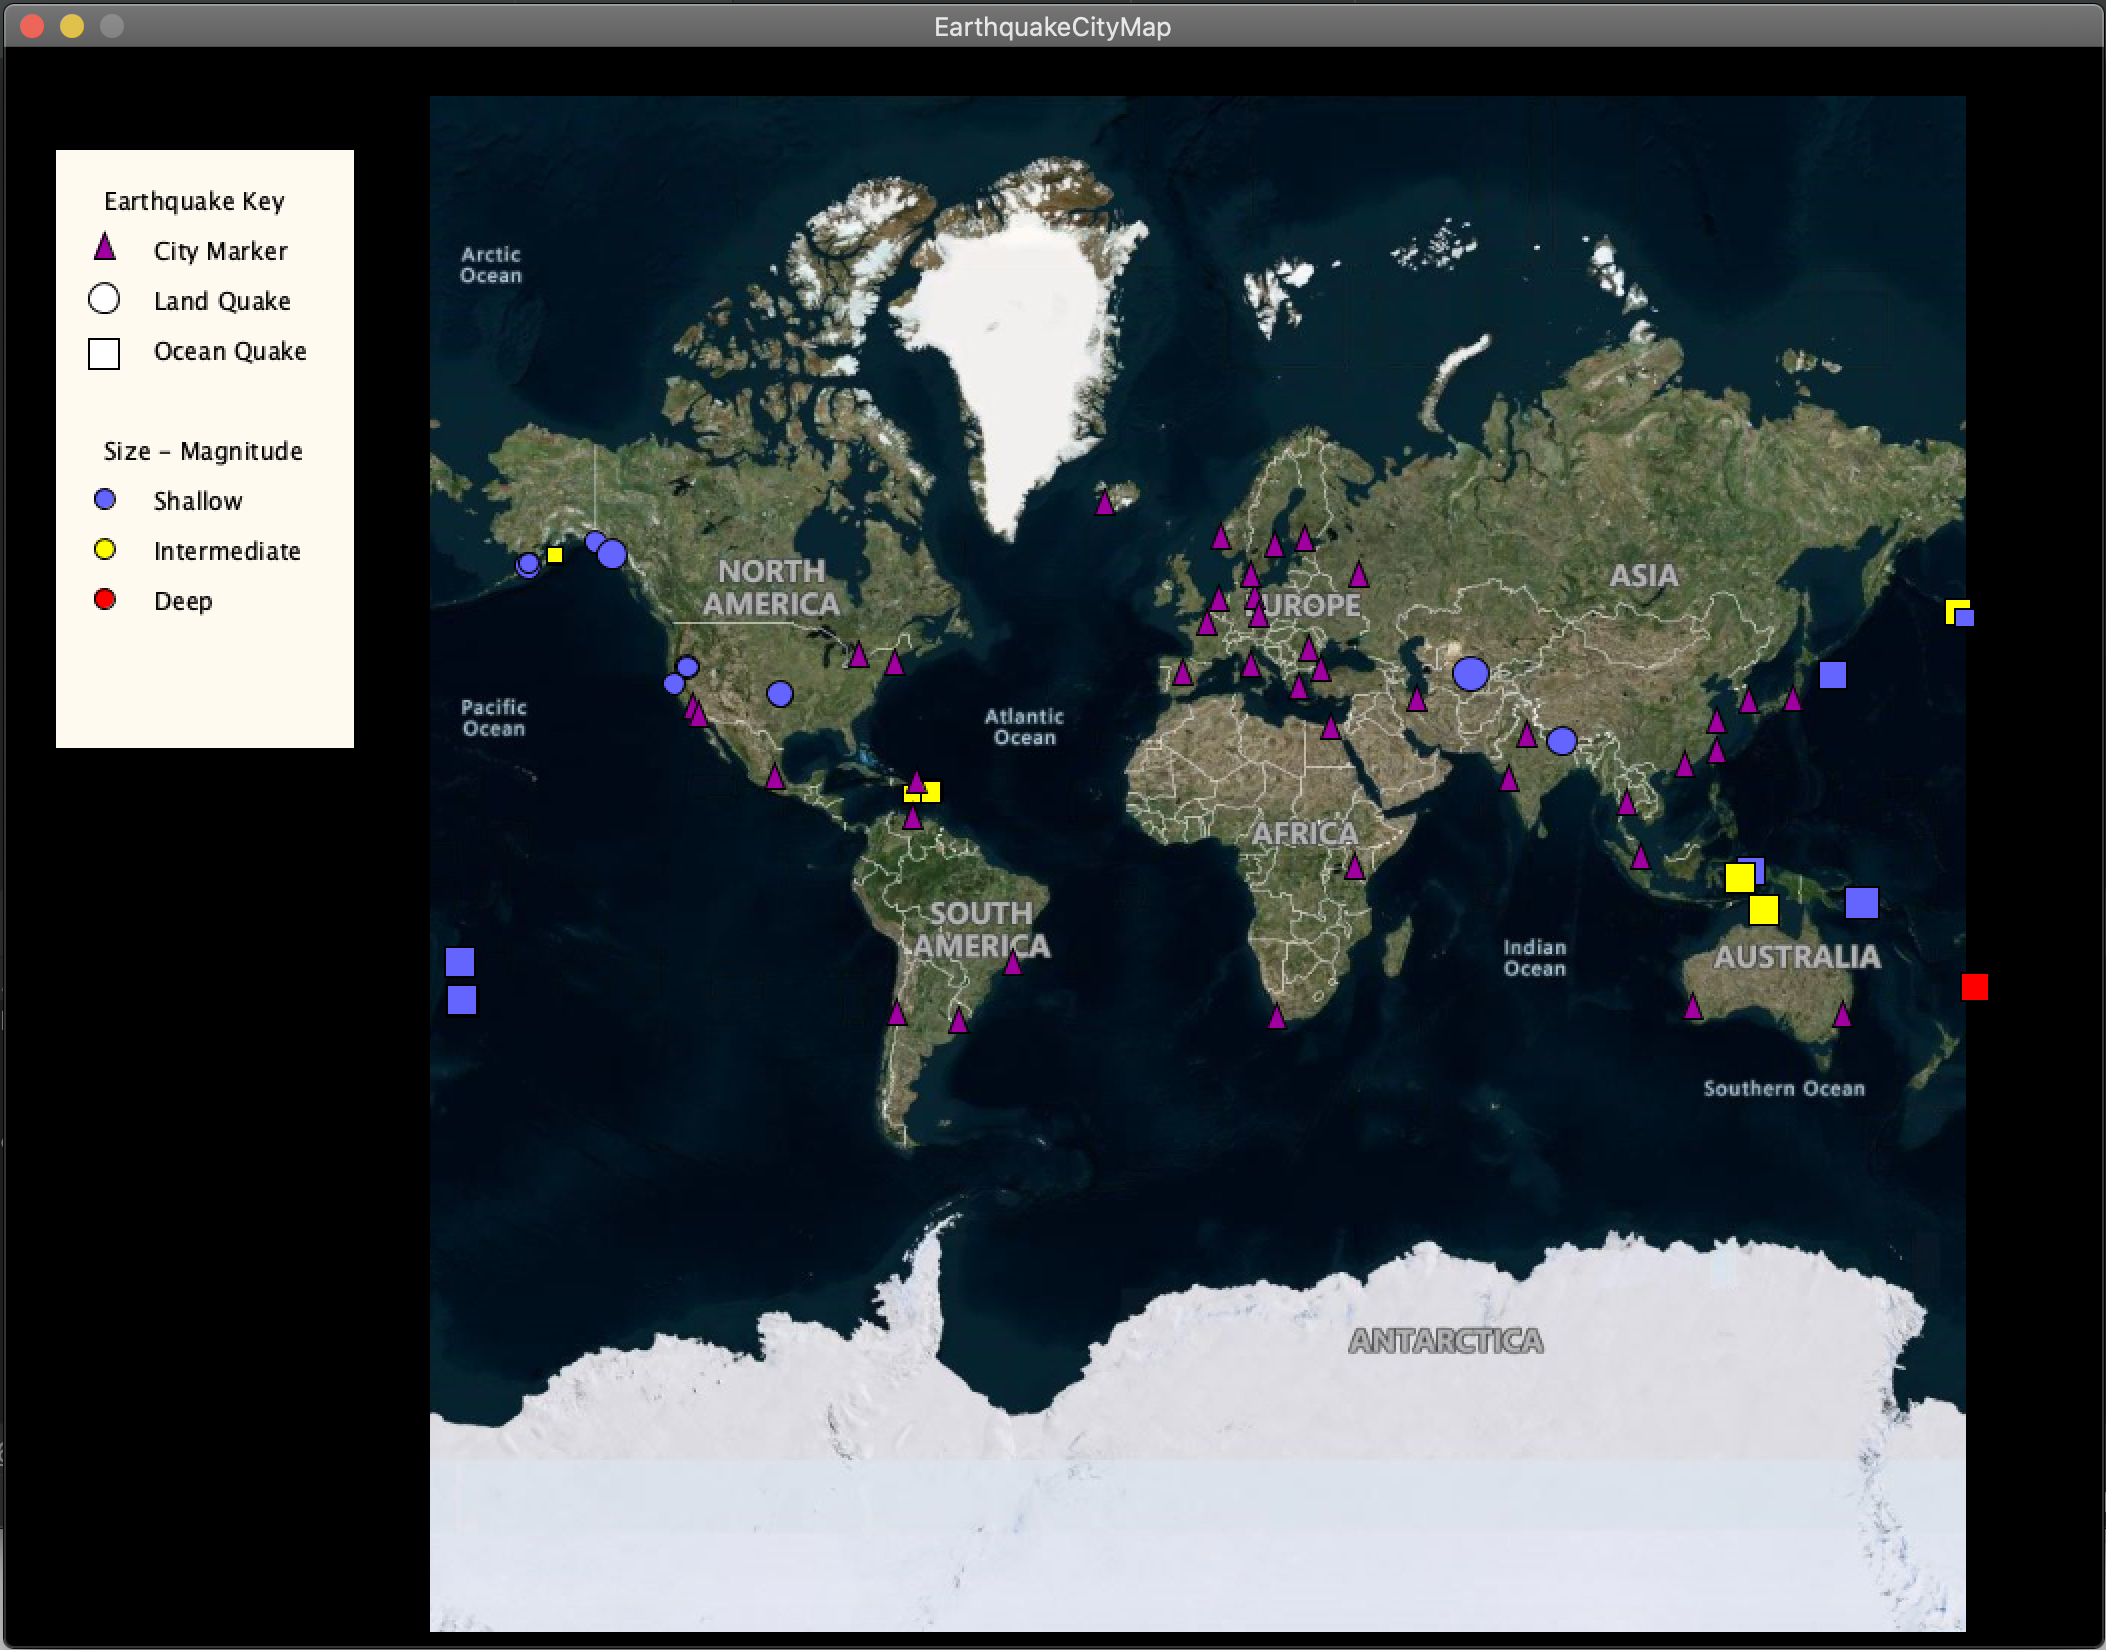 EarthquakeCityMap
Earthquake Key
City Marker
Land Quake
Ocean Quake
Size - Magnitude
Shallow
Intermediate
Deep
Arctic
Ocean
NORTH
AMERICA
EUROPE
ASIA
Pacific
Ocean
Atlantic
Ocean
AFRICA
SOUTH
AMERICA
Indian
Ocean
AUSTRALIA
Southern Ocean
ANTARCTICA